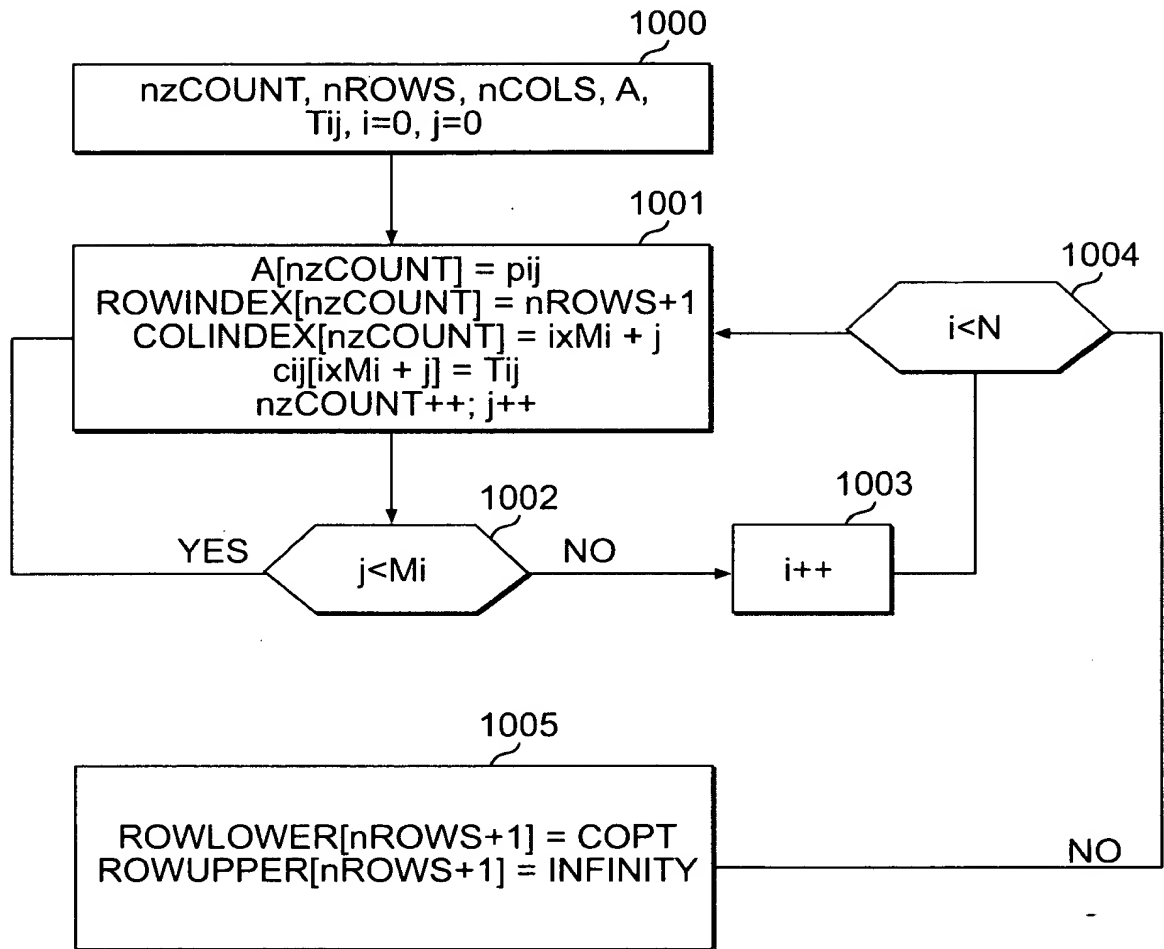 1000
nzCOUNT, nROWS, nCOLS, A,
Tij, i=0, j=0
1001
A[nzCOUNT] = pij
ROWINDEX[nzCOUNT] = nROWS+1
COLINDEX[nzCOUNT] = ixMi + j
cij[ixMi + j] = Tij
nzCOUNT++; j++
1004
i<N
1002
YES
j<Mi
NO
1003
i++
1005
ROWLOWER[nROWS+1] = COPT
ROWUPPER[nROWS+1] = INFINITY
NO